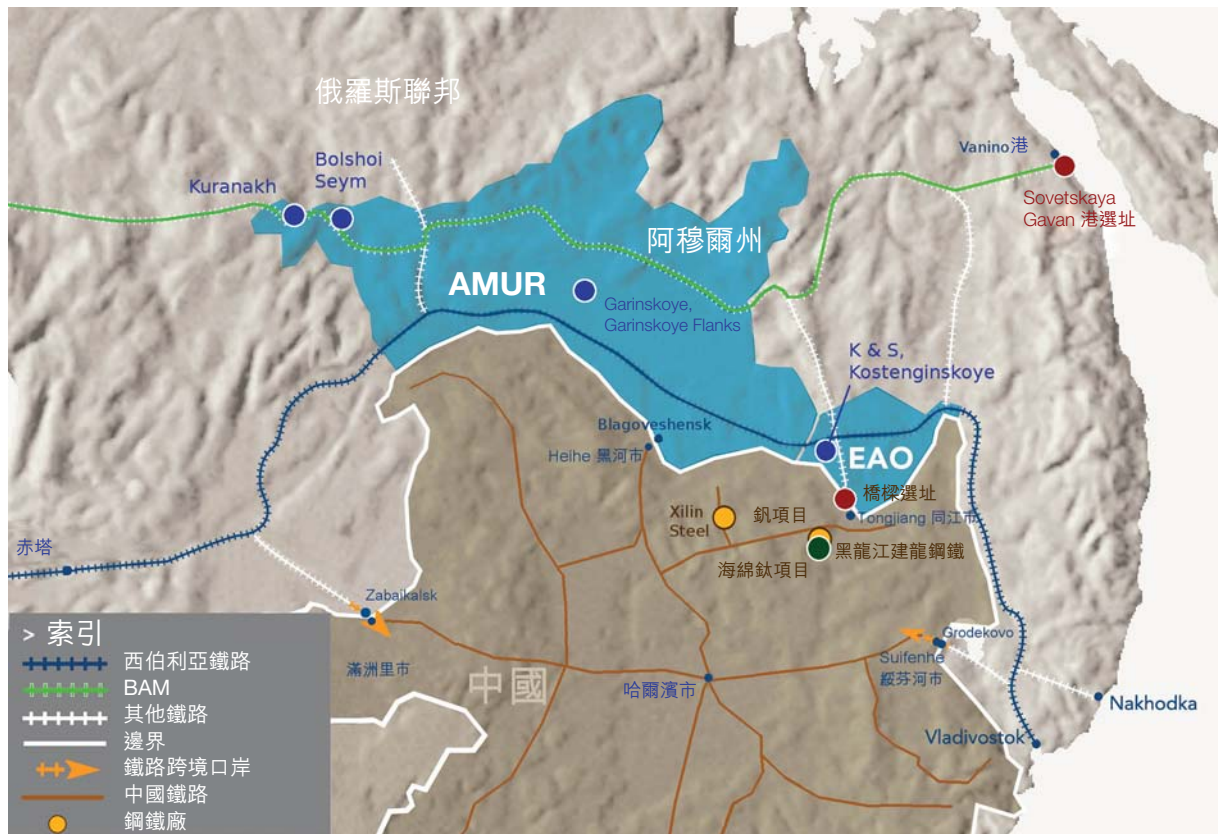 俄羅斯聯邦
Bolshoi
Seym
Kuranakh
Vanino港
Sovetskaya
Gavan 港選址
阿穆爾州
AMUR
Garinskoye,
Garinskoye Flanks
K & S,
Kostenginskoye
Blagoveshensk
Heihe 黑河市
EAO
橋樑選址
Xilin
Steel
釩項目
Tongjiang 同江市
黑龍江建龍鋼鐵
海綿鈦項目
赤塔
Zabaikalsk
滿洲里市
中國
哈爾濱市
Grodekovo
Suifenhe
綏芬河市
Nakhodka
Vladivostok
> 索引
西伯利亞鐵路
BAM
其他鐵路
邊界
鐵路跨境口岸
中國鐵路
鋼鐵廠